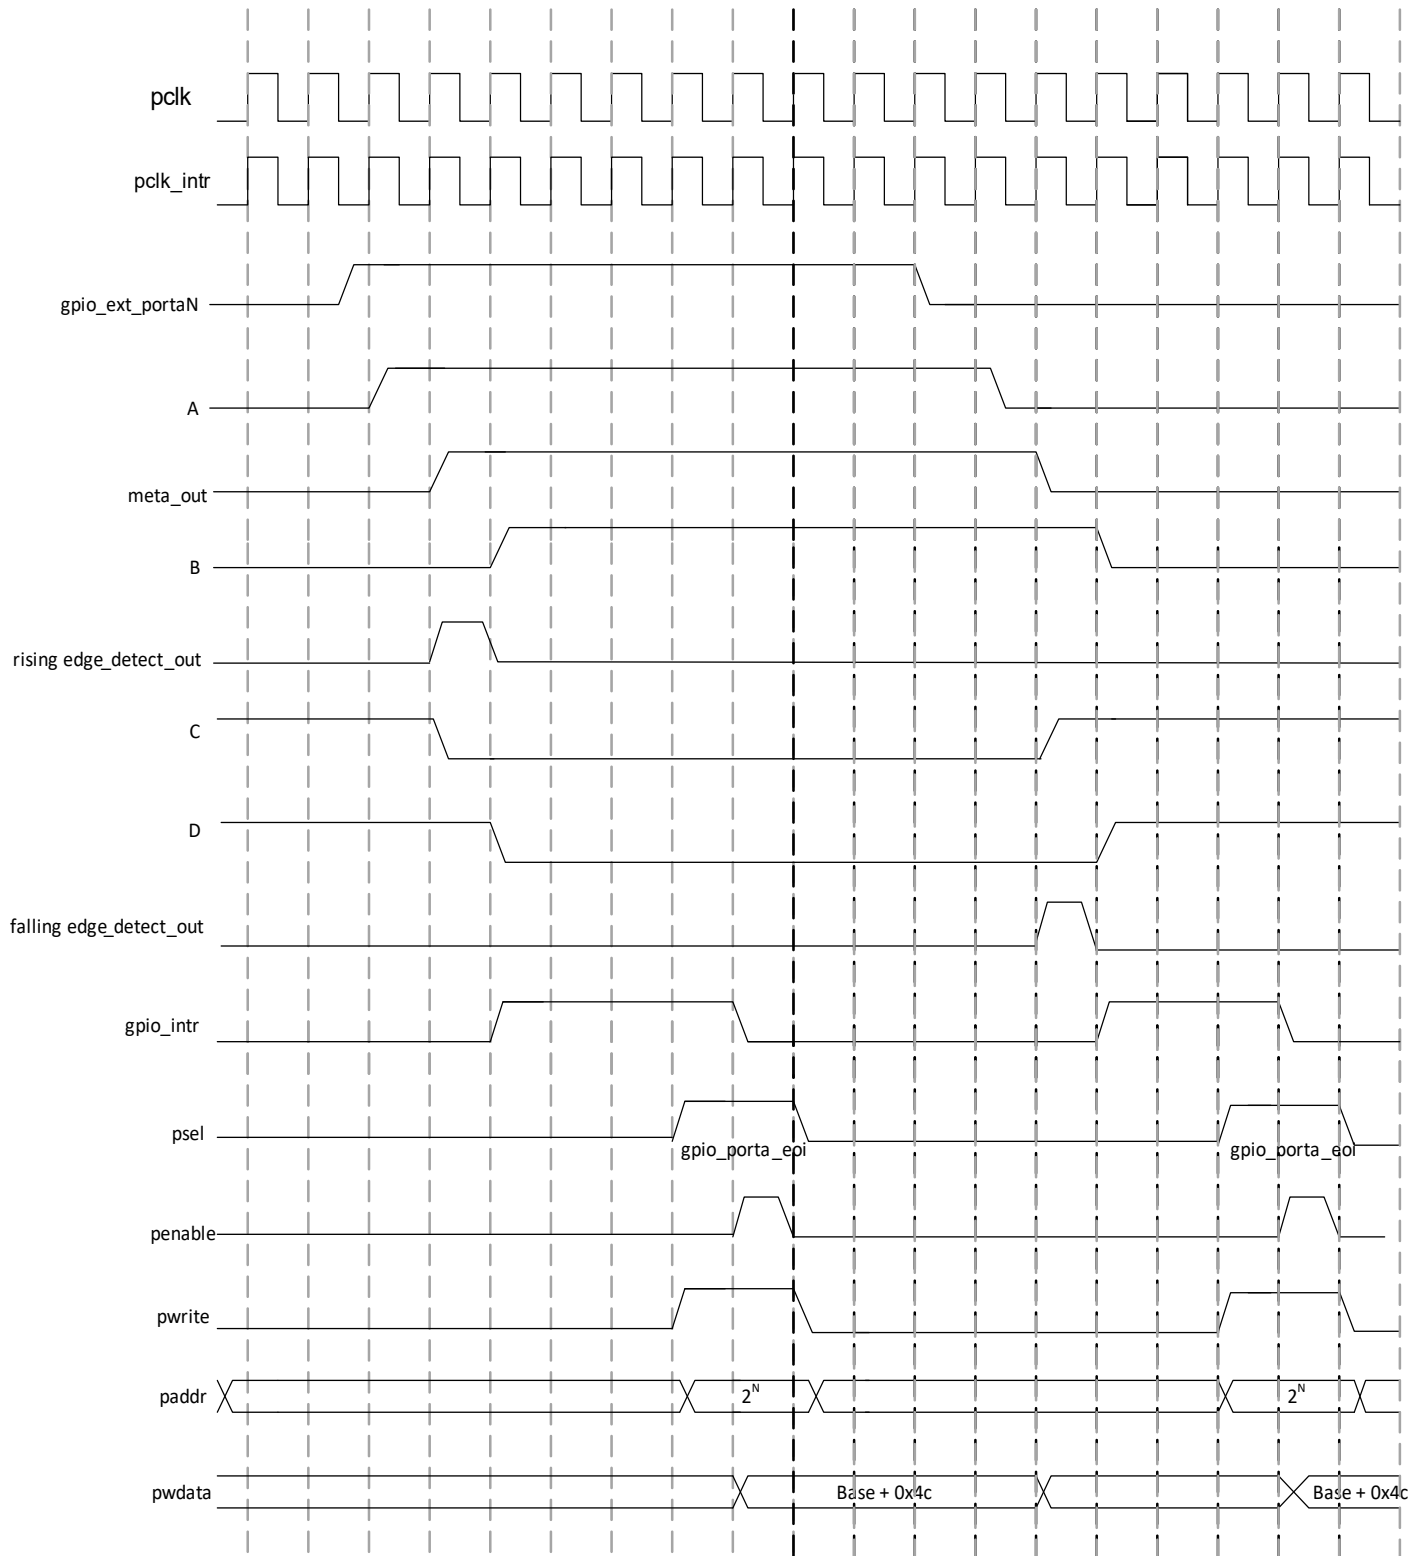 pclk
pclk_intr
gpio_ext_portaN
A
meta_out
B
rising edge_detect_out
C
D
falling edge_detect_out
gpio_intr
psel
gpio_porta_eoi
gpio_porta_eoi
penable
pwrite
paddr
2^N
2^N
pwdata
Base + 0x4c
Base + 0x4c